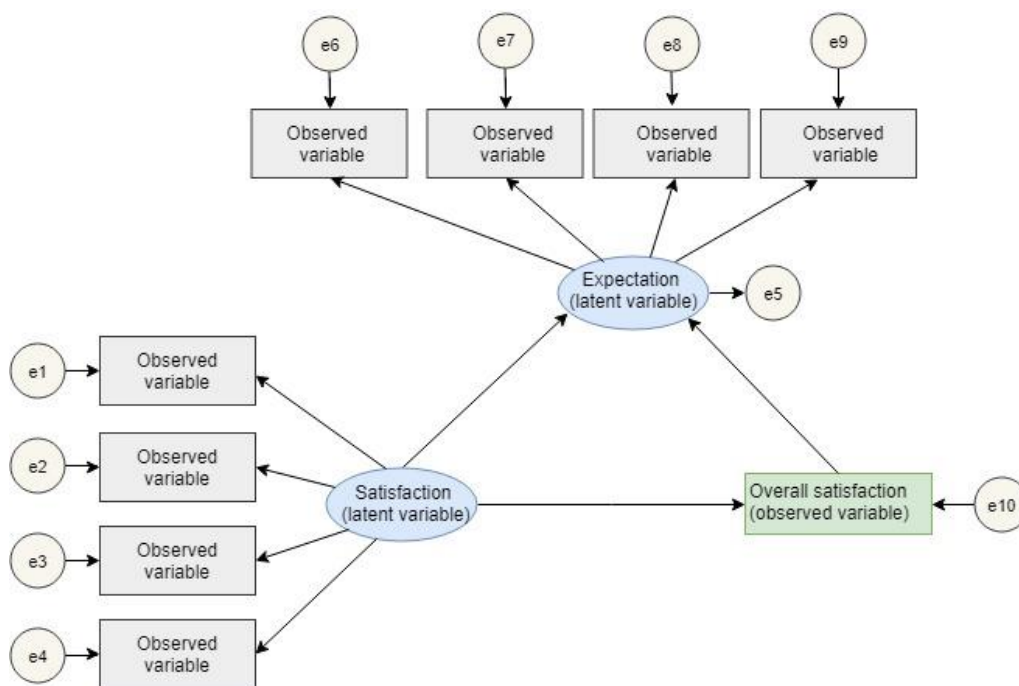 e6
e7
e8
e9
Observed
variable
Observed
variable
Observed
variable
Observed
variable
Expectation
(latent variable)
e5
e1
Observed
variable
e2
Observed
variable
e3
Observed
variable
e4
Observed
variable
Satisfaction
(latent variable)
Overall satisfaction
(observed variable)
e10